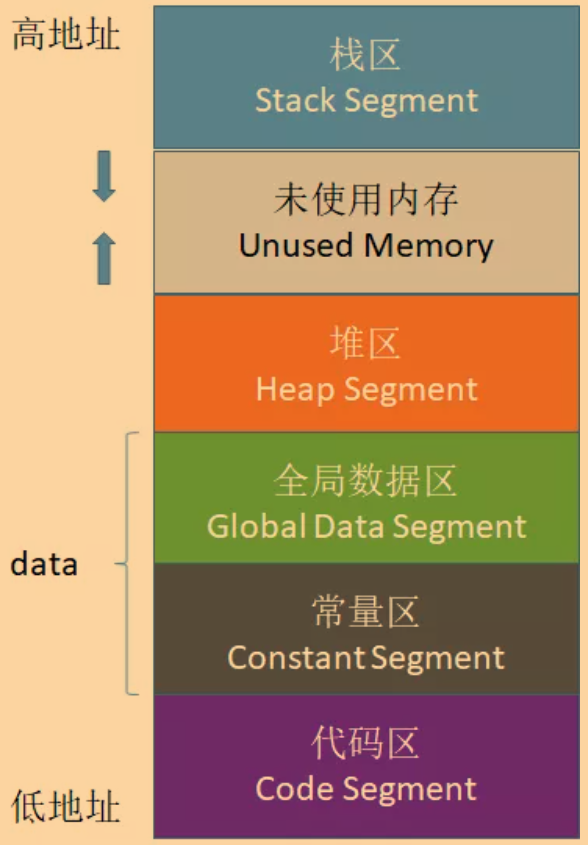 高地址
栈区
Stack Segment
未使用内存
Unused Memory
堆区
Heap Segment
全局数据区
Global Data Segment
data
常量区
Constant Segment
代码区
Code Segment
低地址